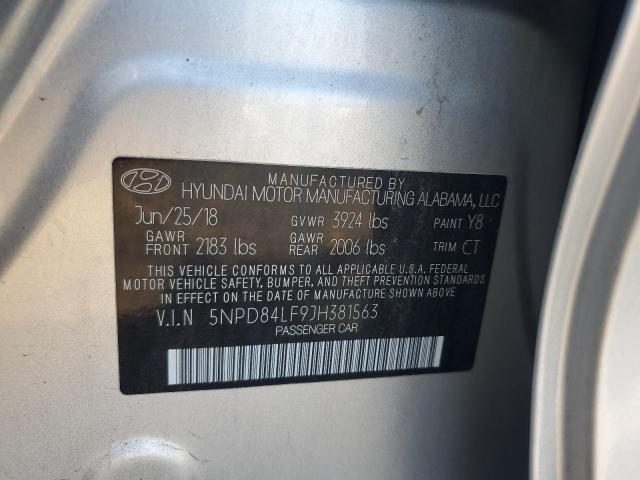 MANUFACTURED BY
HYUNDAI MOTOR MANUFACTURING ALABAMA, LLC
Jun/25/18 GVWR 3924 lbs PAINT Y8
GAWR FRONT 2183 lbs GAWR REAR 2006 lbs TRIM CT
THIS VEHICLE CONFORMS TO ALL APPLICABLE U.S.A. FEDERAL
MOTOR VEHICLE SAFETY, BUMPER, AND THEFT PREVENTION
STANDARDS IN EFFECT ON THE DATE OF MANUFACTURE SHOWN ABOVE.
V.I.N 5NPD84LF9JH381563
PASSENGER CAR